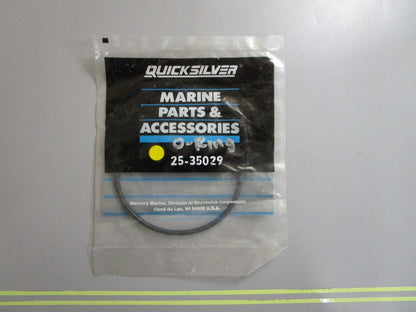 QUICKSILVER
MARINE
PARTS &
ACCESSORIES
O-Ring
25-35029
Mercury Marine, Division of Brunswick Corporation
Fond du Lac, WI 54935 U.S.A.